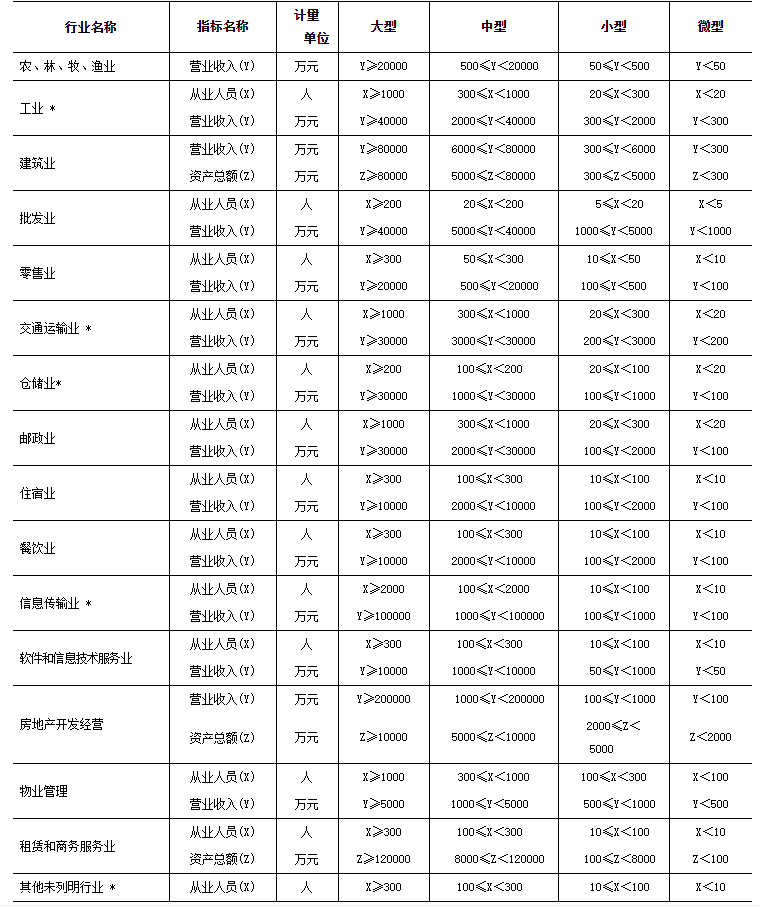 行业名称 指标名称 计量单位 大型 中型 小型 微型
农、林、牧、渔业 营业收入(Y) 万元 Y≥20000 500≤Y＜20000 50≤Y＜500 Y＜50
工业 * 从业人员(X) 人 X≥1000 300≤X＜1000 20≤X＜300 X＜20
营业收入(Y) 万元 Y≥40000 2000≤Y＜40000 300≤Y＜2000 Y＜300
建筑业 营业收入(Y) 万元 Y≥80000 6000≤Y＜80000 300≤Y＜6000 Y＜300
资产总额(Z) 万元 Z≥80000 5000≤Z＜80000 300≤Z＜5000 Z＜300
批发业 从业人员(X) 人 X≥200 20≤X＜200 5≤X＜20 X＜5
营业收入(Y) 万元 Y≥40000 5000≤Y＜40000 1000≤Y＜5000 Y＜1000
零售业 从业人员(X) 人 X≥300 50≤X＜300 10≤X＜50 X＜10
营业收入(Y) 万元 Y≥20000 500≤Y＜20000 100≤Y＜500 Y＜100
交通运输业 * 从业人员(X) 人 X≥1000 300≤X＜1000 20≤X＜300 X＜20
营业收入(Y) 万元 Y≥30000 3000≤Y＜30000 200≤Y＜3000 Y＜200
仓储业* 从业人员(X) 人 X≥200 100≤X＜200 20≤X＜100 X＜20
营业收入(Y) 万元 Y≥30000 1000≤Y＜30000 100≤Y＜1000 Y＜100
邮政业 从业人员(X) 人 X≥1000 300≤X＜1000 20≤X＜300 X＜20
营业收入(Y) 万元 Y≥30000 2000≤Y＜30000 100≤Y＜2000 Y＜100
住宿业 从业人员(X) 人 X≥300 100≤X＜300 10≤X＜100 X＜10
营业收入(Y) 万元 Y≥10000 2000≤Y＜10000 100≤Y＜2000 Y＜100
餐饮业 从业人员(X) 人 X≥300 100≤X＜300 10≤X＜100 X＜10
营业收入(Y) 万元 Y≥10000 2000≤Y＜10000 100≤Y＜2000 Y＜100
信息传输业 * 从业人员(X) 人 X≥2000 100≤X＜2000 10≤X＜100 X＜10
营业收入(Y) 万元 Y≥100000 1000≤Y＜100000 100≤Y＜1000 Y＜100
软件和信息技术服务业 从业人员(X) 人 X≥300 100≤X＜300 10≤X＜100 X＜10
营业收入(Y) 万元 Y≥10000 1000≤Y＜10000 50≤Y＜1000 Y＜50
房地产开发经营 营业收入(Y) 万元 Y≥200000 1000≤Y＜200000 100≤Y＜1000 Y＜100
资产总额(Z) 万元 Z≥10000 5000≤Z＜10000 2000≤Z＜5000 Z＜2000
物业管理 从业人员(X) 人 X≥1000 300≤X＜1000 100≤X＜300 X＜100
营业收入(Y) 万元 Y≥5000 1000≤Y＜5000 500≤Y＜1000 Y＜500
租赁和商务服务业 从业人员(X) 人 X≥300 100≤X＜300 10≤X＜100 X＜10
资产总额(Z) 万元 Z≥120000 8000≤Z＜120000 100≤Z＜8000 Z＜100
其他未列明行业 * 从业人员(X) 人 X≥300 100≤X＜300 10≤X＜100 X＜10